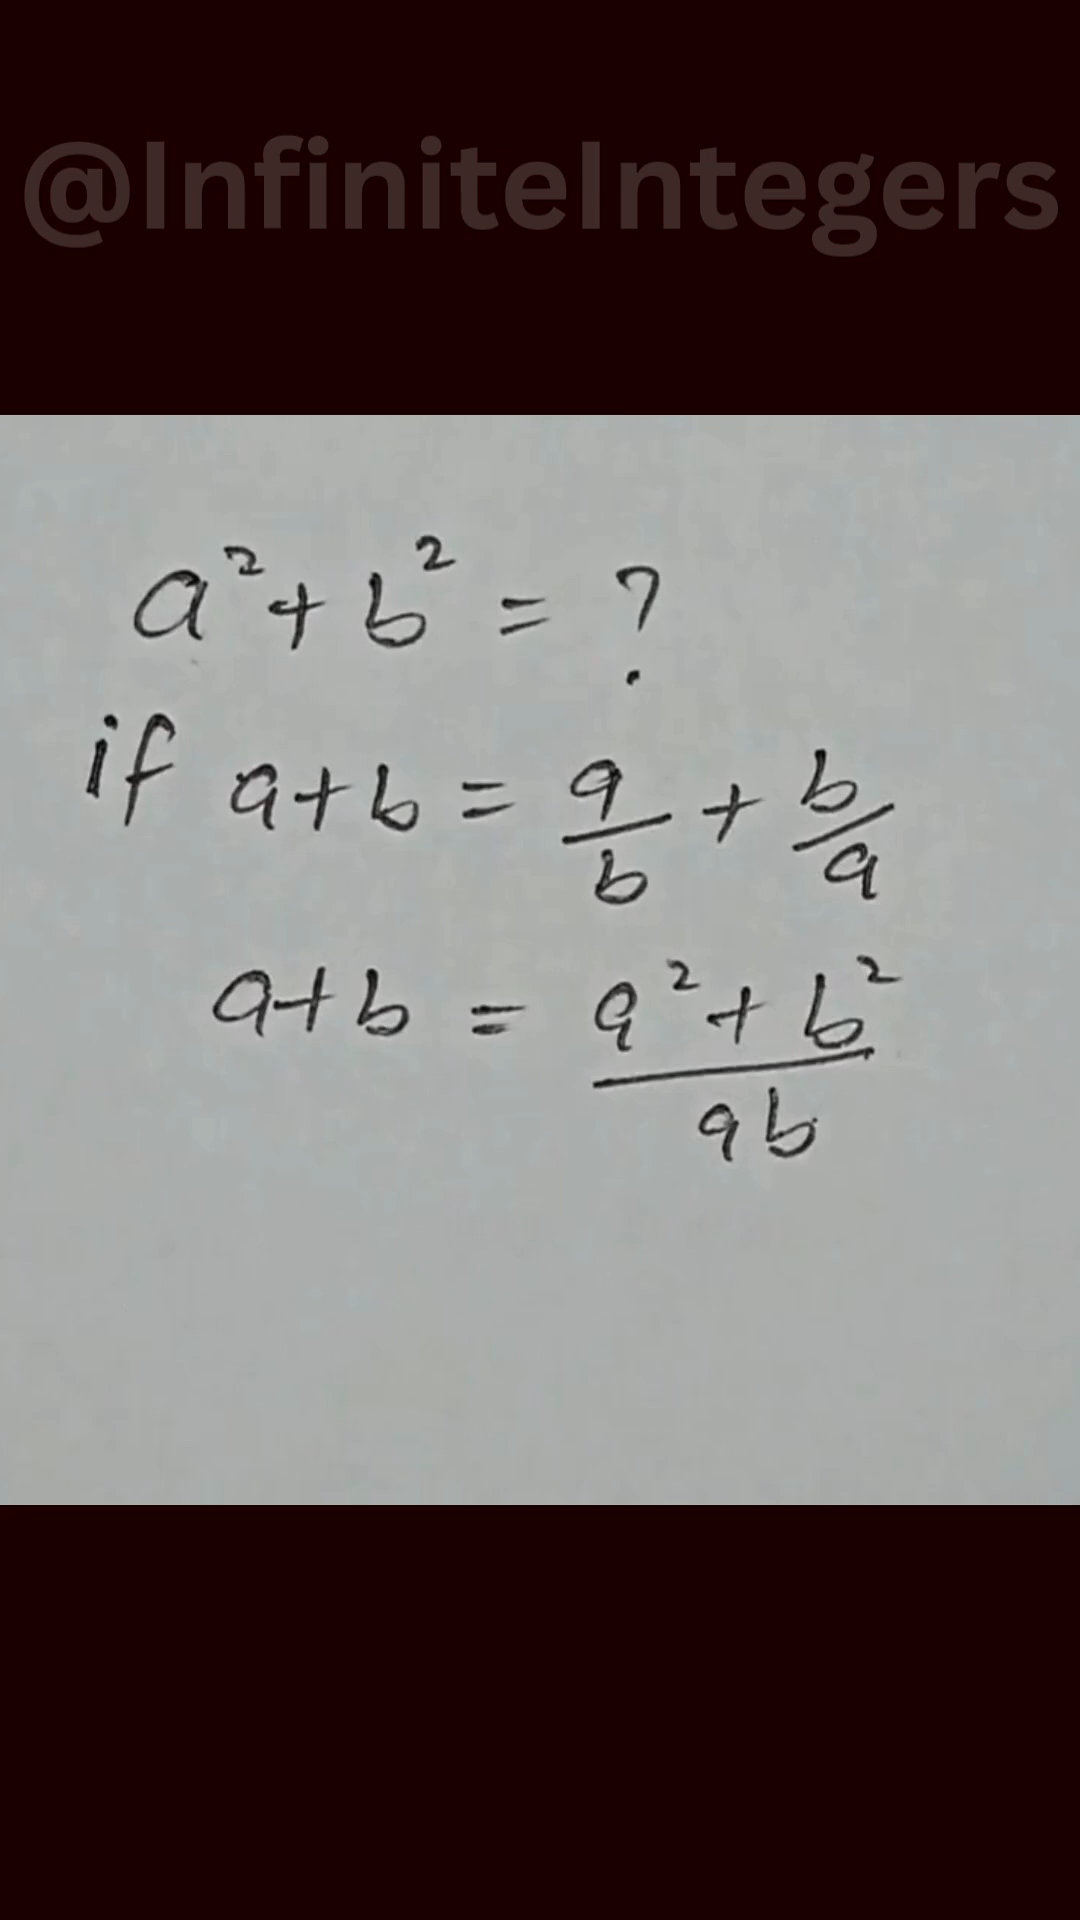 @InfiniteIntegers
a² + b² = ?
if a+b = a/b + b/a
a+b = (a² + b²)/ab